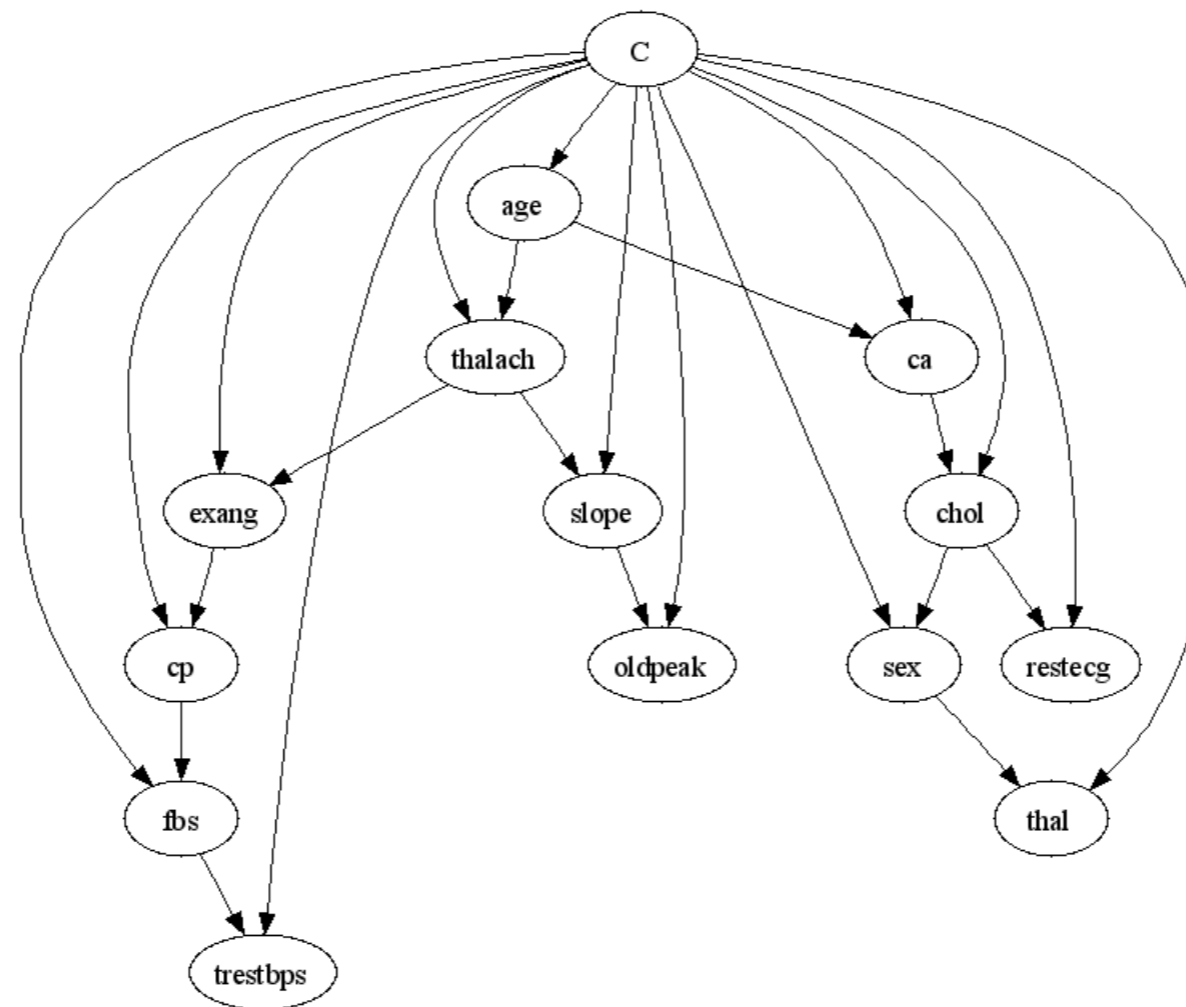 C
age
thalach
ca
exang
slope
chol
cp
oldpeak
sex
restecg
fbs
thal
trestbps